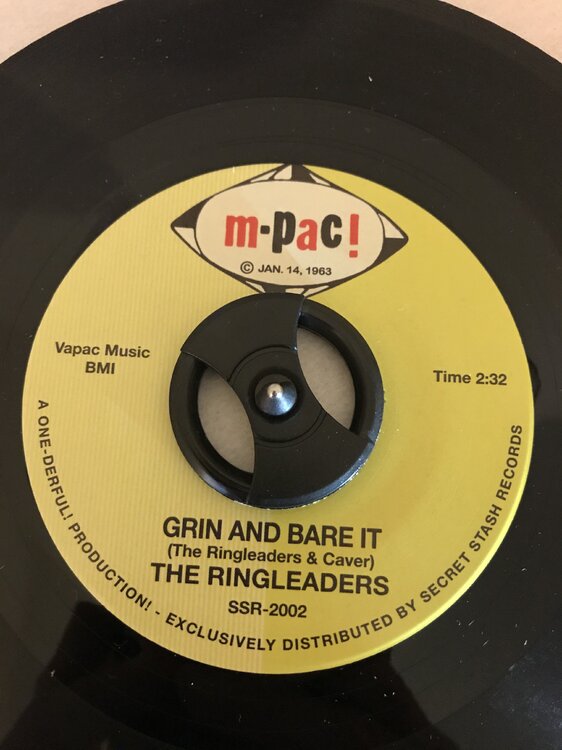 m-pac!
© JAN. 14, 1963
Vapac Music
BMI
Time 2:32
GRIN AND BARE IT
(The Ringleaders & Caver)
THE RINGLEADERS
SSR-2002
A ONE-DERFUL! PRODUCTION! - EXCLUSIVELY DISTRIBUTED BY SECRET STASH RECORDS